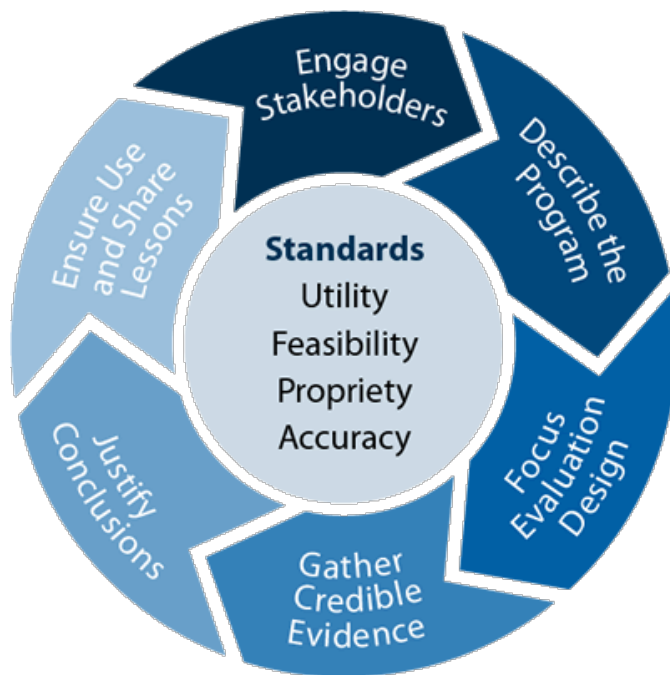 Engage
Stakeholders
Describe the
Program
Focus
Evaluation
Design
Gather
Credible
Evidence
Justify
Conclusions
Ensure Use
and Share
Lessons
Standards
Utility
Feasibility
Propriety
Accuracy